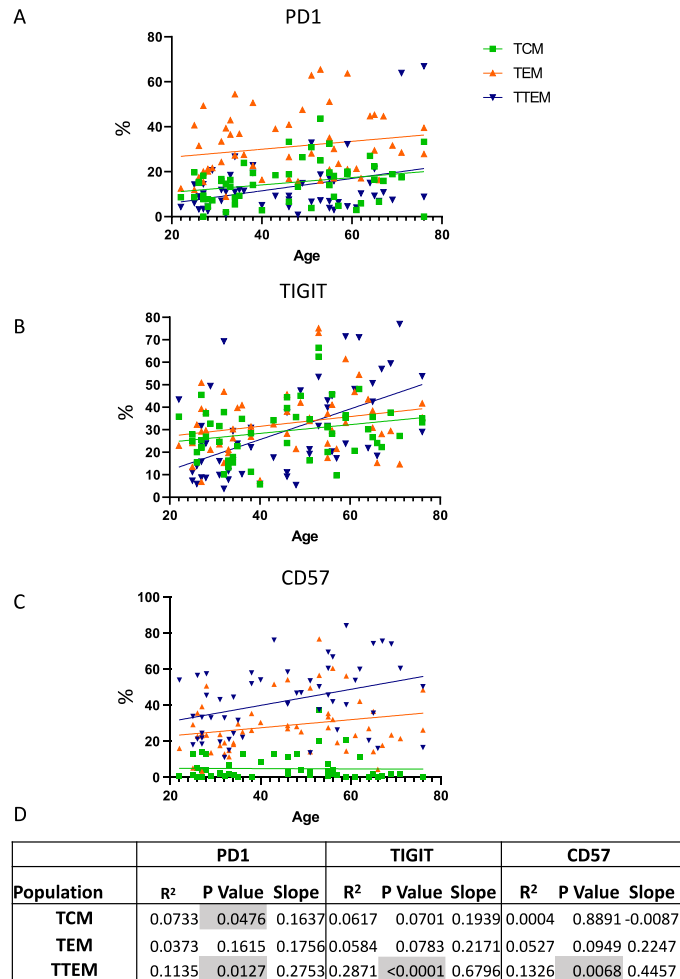 A
PD1
80
60
40
20
0
%
20 40 60 80
Age
TCM
TEM
TTEM
B
TIGIT
80
70
60
50
40
30
20
10
0
%
20 40 60 80
Age
C
CD57
100
80
60
40
20
0
%
20 40 60 80
Age
D
PD1 TIGIT CD57
Population R² P Value Slope R² P Value Slope R² P Value Slope
TCM 0.0733 0.0476 0.1637 0.0617 0.0701 0.1939 0.0004 0.8891 -0.0087
TEM 0.0373 0.1615 0.1756 0.0584 0.0783 0.2171 0.0527 0.0949 0.2247
TTEM 0.1135 0.0127 0.2753 0.2871 <0.0001 0.6796 0.1326 0.0068 0.4457